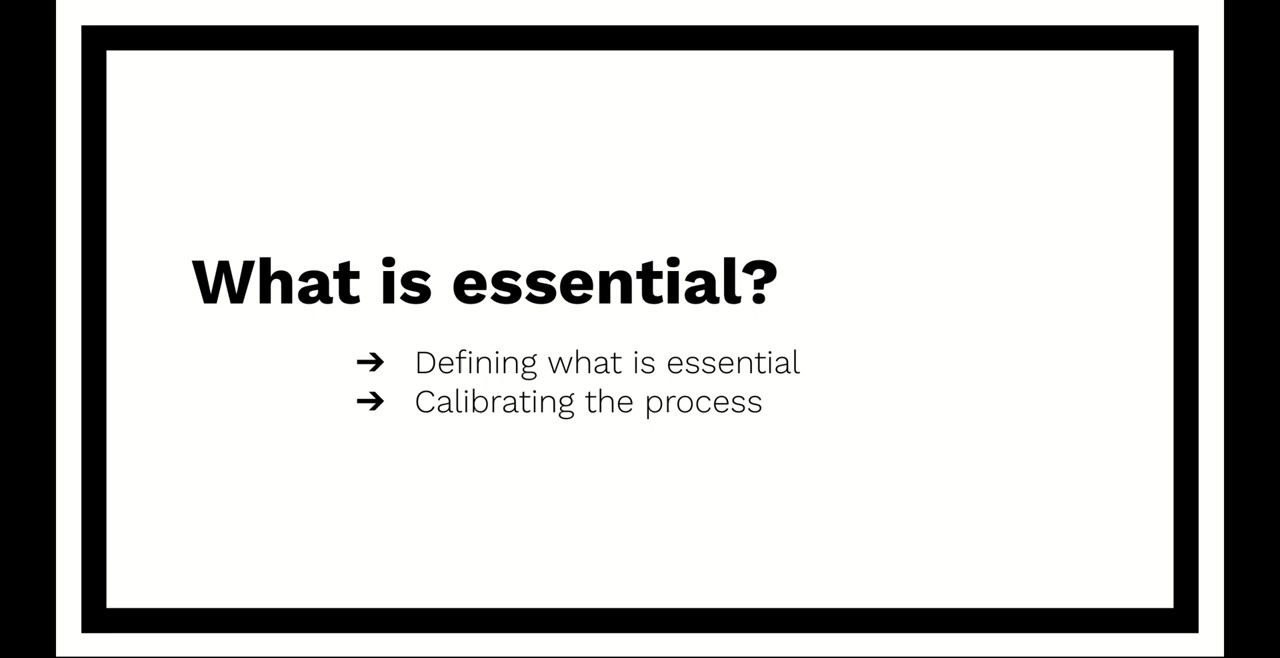 What is essential?
➔ Defining what is essential
➔ Calibrating the process